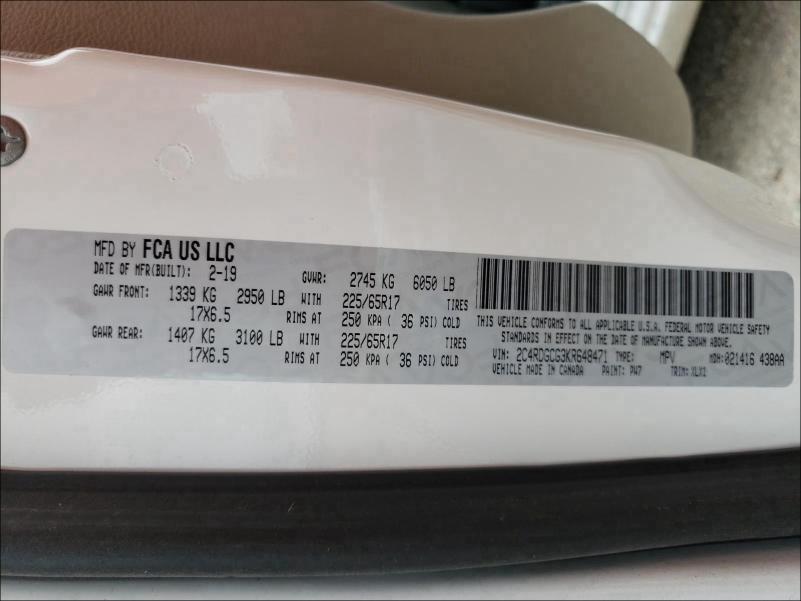 MFD BY FCA US LLC
DATE OF MFR(BUILT): 2-19 GVWR: 2745 KG 6050 LB
GAWR FRONT: 1339 KG 2950 LB WITH 225/65R17 TIRES
17X6.5 RIMS AT 250 KPA ( 36 PSI) COLD
GAWR REAR: 1407 KG 3100 LB WITH 225/65R17 TIRES
17X6.5 RIMS AT 250 KPA ( 36 PSI) COLD
THIS VEHICLE CONFORMS TO ALL APPLICABLE U.S.A. FEDERAL MOTOR VEHICLE SAFETY
STANDARDS IN EFFECT ON THE DATE OF MANUFACTURE SHOWN ABOVE.
VIN: 2C4RDGCG3KR648471 TYPE: MPV MDH:021416 438AA
VEHICLE MADE IN CANADA PAINT: PW7 TRIM: XLX1